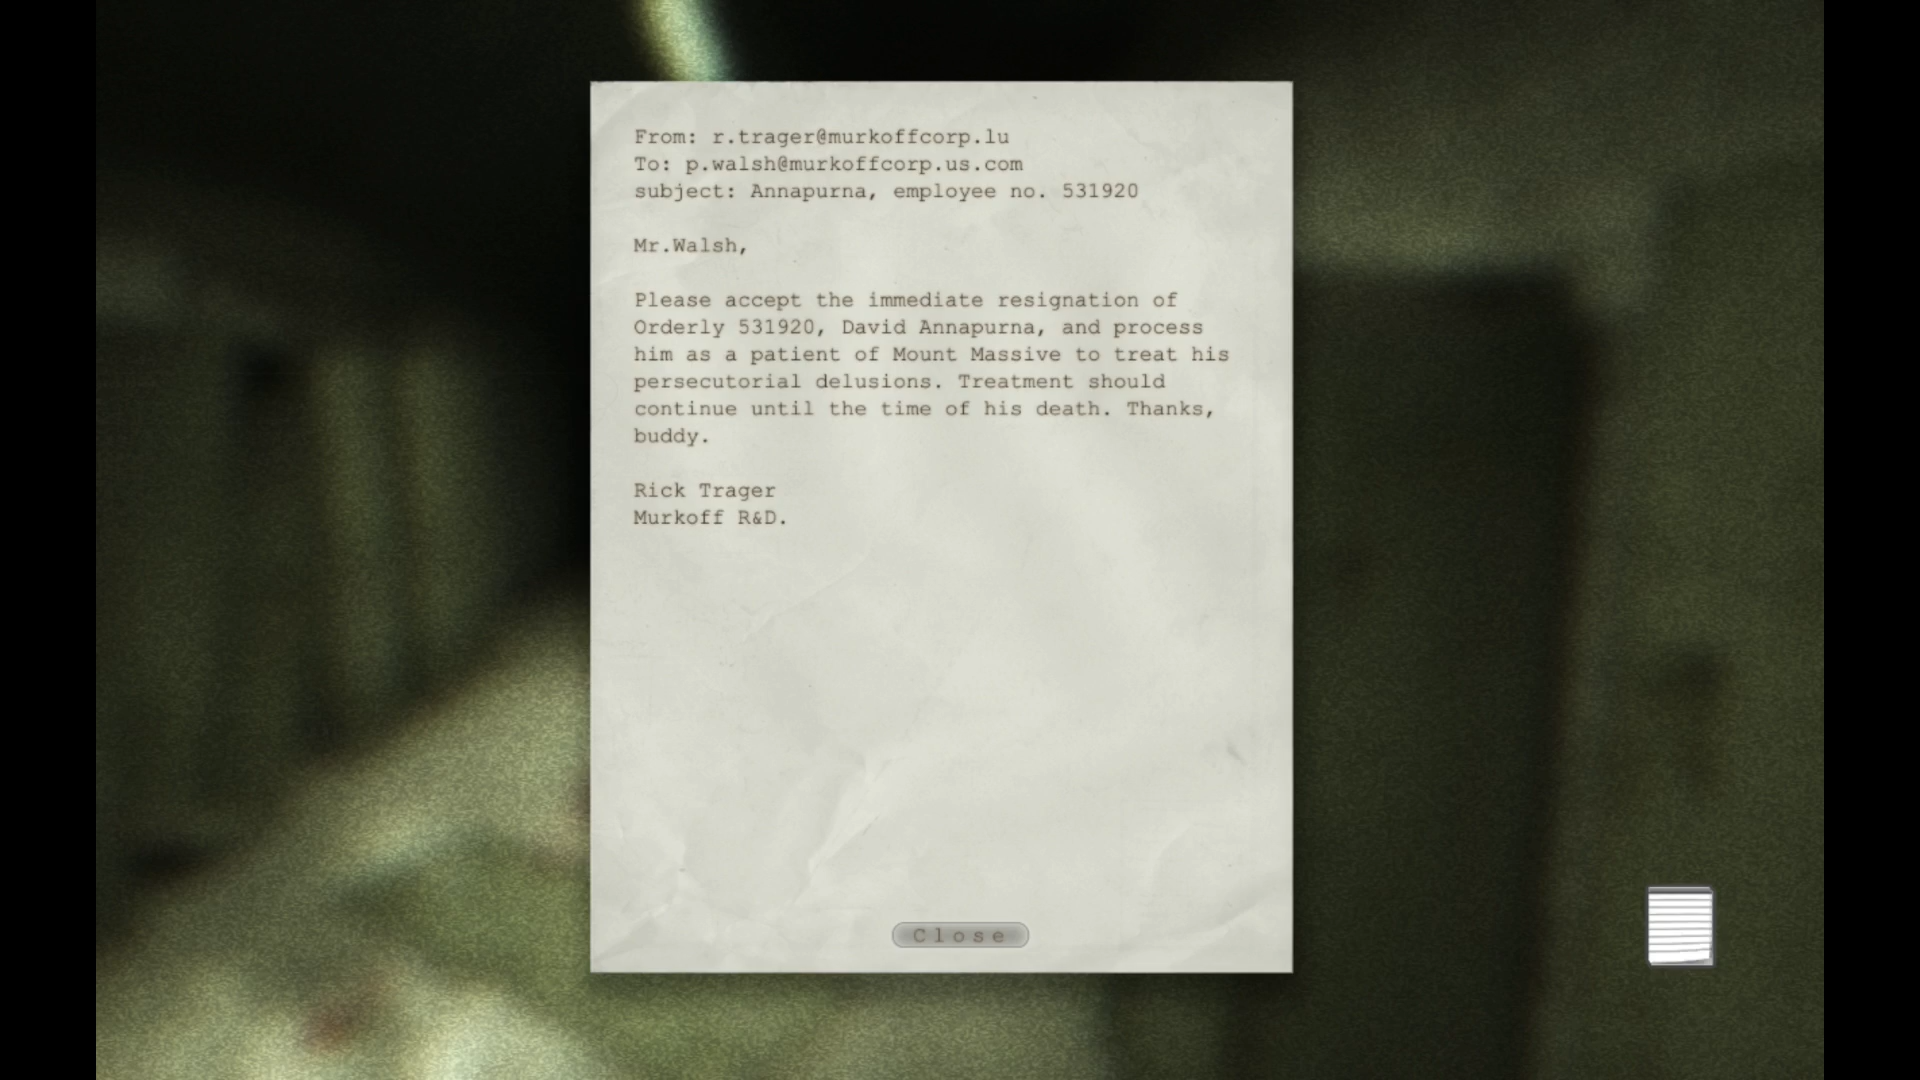 From: r.trager@murkoffcorp.lu
To: p.walsh@murkoffcorp.us.com
subject: Annapurna, employee no. 531920
Mr.Walsh,
Please accept the immediate resignation of
Orderly 531920, David Annapurna, and process
him as a patient of Mount Massive to treat his
persecutorial delusions. Treatment should
continue until the time of his death. Thanks,
buddy.
Rick Trager
Murkoff R&D.
Close